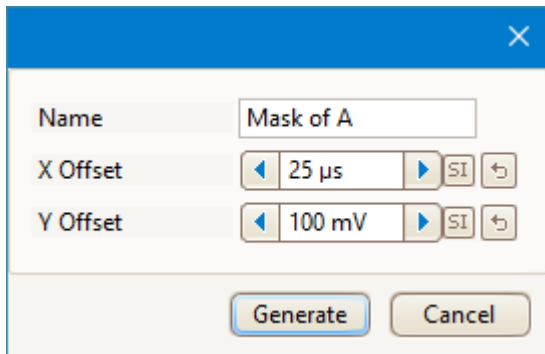 Name Mask of A
X Offset 25 µs SI
Y Offset 100 mV SI
Generate Cancel